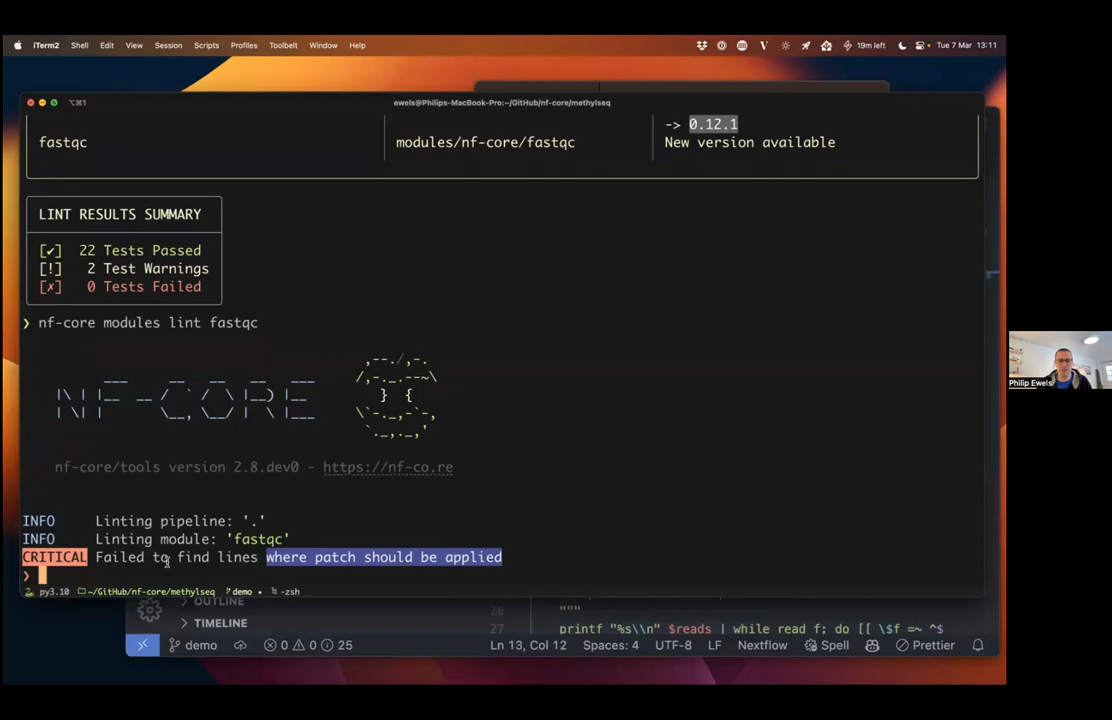 iTerm2 Shell Edit View Session Scripts Profiles Toolbelt Window Help 19m left Tue 7 Mar 13:11
⌥⌘1 ewels@Philips-MacBook-Pro:~/GitHub/nf-core/methylseq
-> 0.12.1
fastqc modules/nf-core/fastqc New version available
LINT RESULTS SUMMARY
[✔] 22 Tests Passed
[!] 2 Test Warnings
[✗] 0 Tests Failed
❯ nf-core modules lint fastqc
NF-CORE
nf-core/tools version 2.8.dev0 - https://nf-co.re
INFO Linting pipeline: '.'
INFO Linting module: 'fastqc'
CRITICAL Failed to find lines where patch should be applied
❯
py3.10 ~/GitHub/nf-core/methylseq demo • -zsh
OUTLINE 26 """
TIMELINE 27 printf "%s\\n" $reads | while read f; do [[ \$f =~ ^$
demo 0 0 25 Ln 13, Col 12 Spaces: 4 UTF-8 LF Nextflow Spell Prettier
Philip Ewels